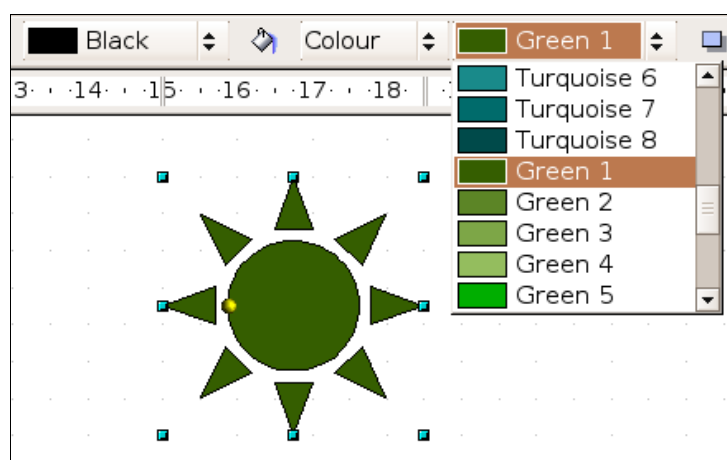 Black Colour Green 1
3 · 14 · 15 · 16 · 17 · 18 ·
Turquoise 6
Turquoise 7
Turquoise 8
Green 1
Green 2
Green 3
Green 4
Green 5